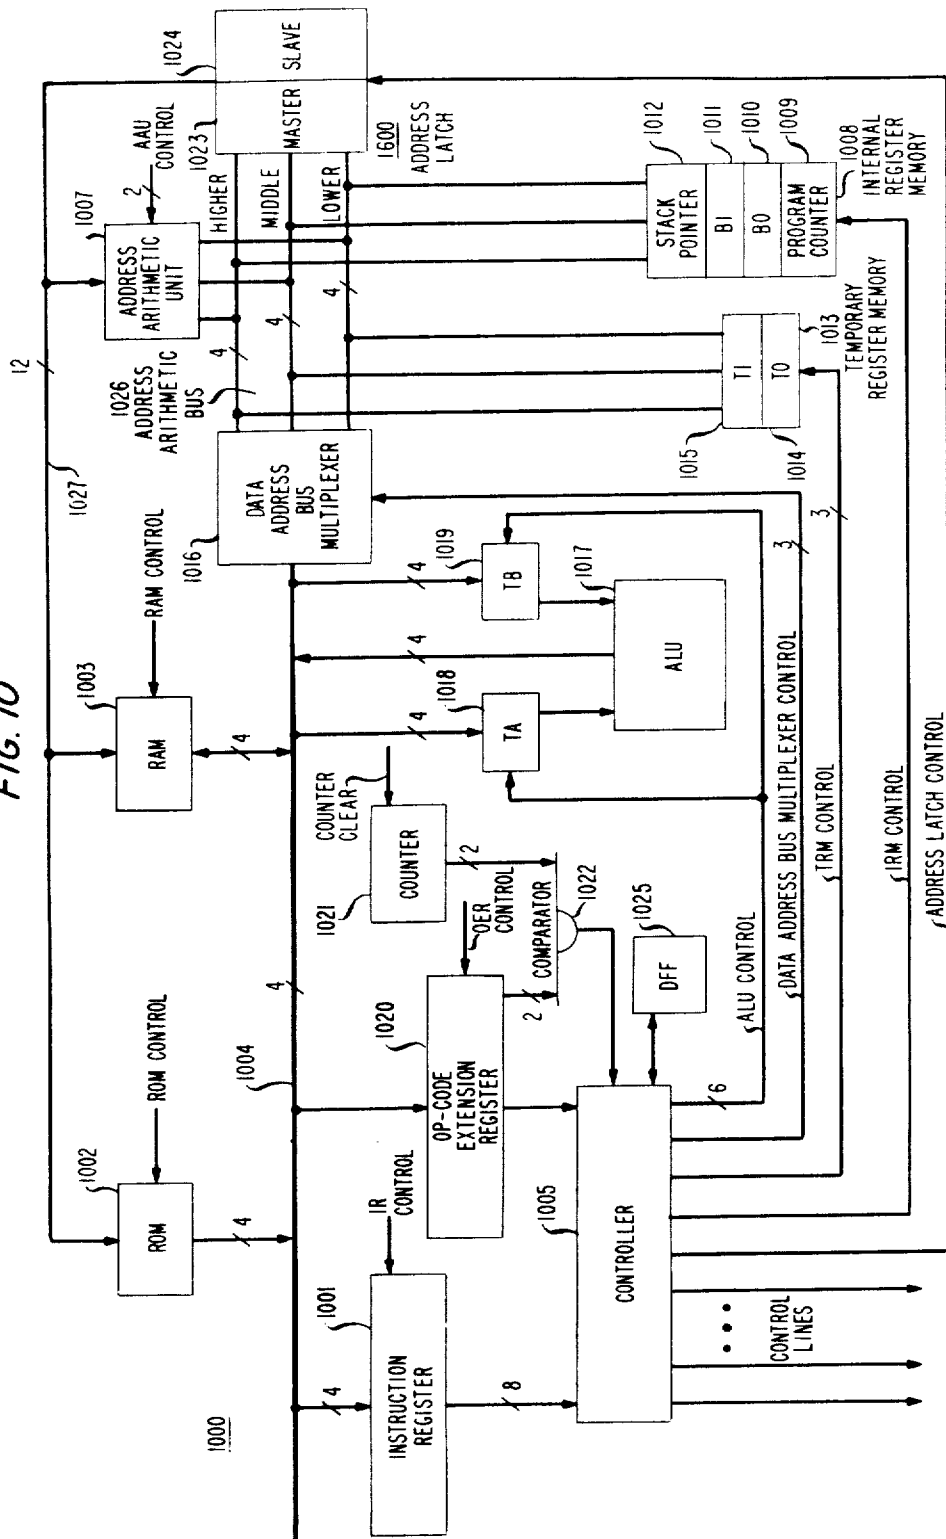 FIG. 10
1000
1027
12
1002
ROM
ROM CONTROL
4
1003
RAM
RAM CONTROL
4
1007
ADDRESS
ARITHMETIC
UNIT
2
AAU
CONTROL
1023
1024
MASTER
SLAVE
1600
ADDRESS
LATCH
HIGHER
MIDDLE
LOWER
4
4
4
1026
ADDRESS
ARITHMETIC
BUS
1016
DATA
ADDRESS
BUS
MULTIPLEXER
1004
4
4
1001
INSTRUCTION
REGISTER
IR
CONTROL
8
1020
OP-CODE
EXTENSION
REGISTER
OER CONTROL
2
1021
COUNTER
COUNTER
CLEAR
2
COMPARATOR
1022
4
1018
TA
4
4
1019
TB
1017
ALU
1015
T1
T0
1014
1013
TEMPORARY
REGISTER MEMORY
STACK
POINTER
1012
B1
1011
B0
1010
PROGRAM
COUNTER
1009
1008
INTERNAL
REGISTER
MEMORY
1005
CONTROLLER
1025
DFF
6
ALU CONTROL
3
DATA ADDRESS BUS MULTIPLEXER CONTROL
3
TRM CONTROL
IRM CONTROL
ADDRESS LATCH CONTROL
CONTROL
LINES